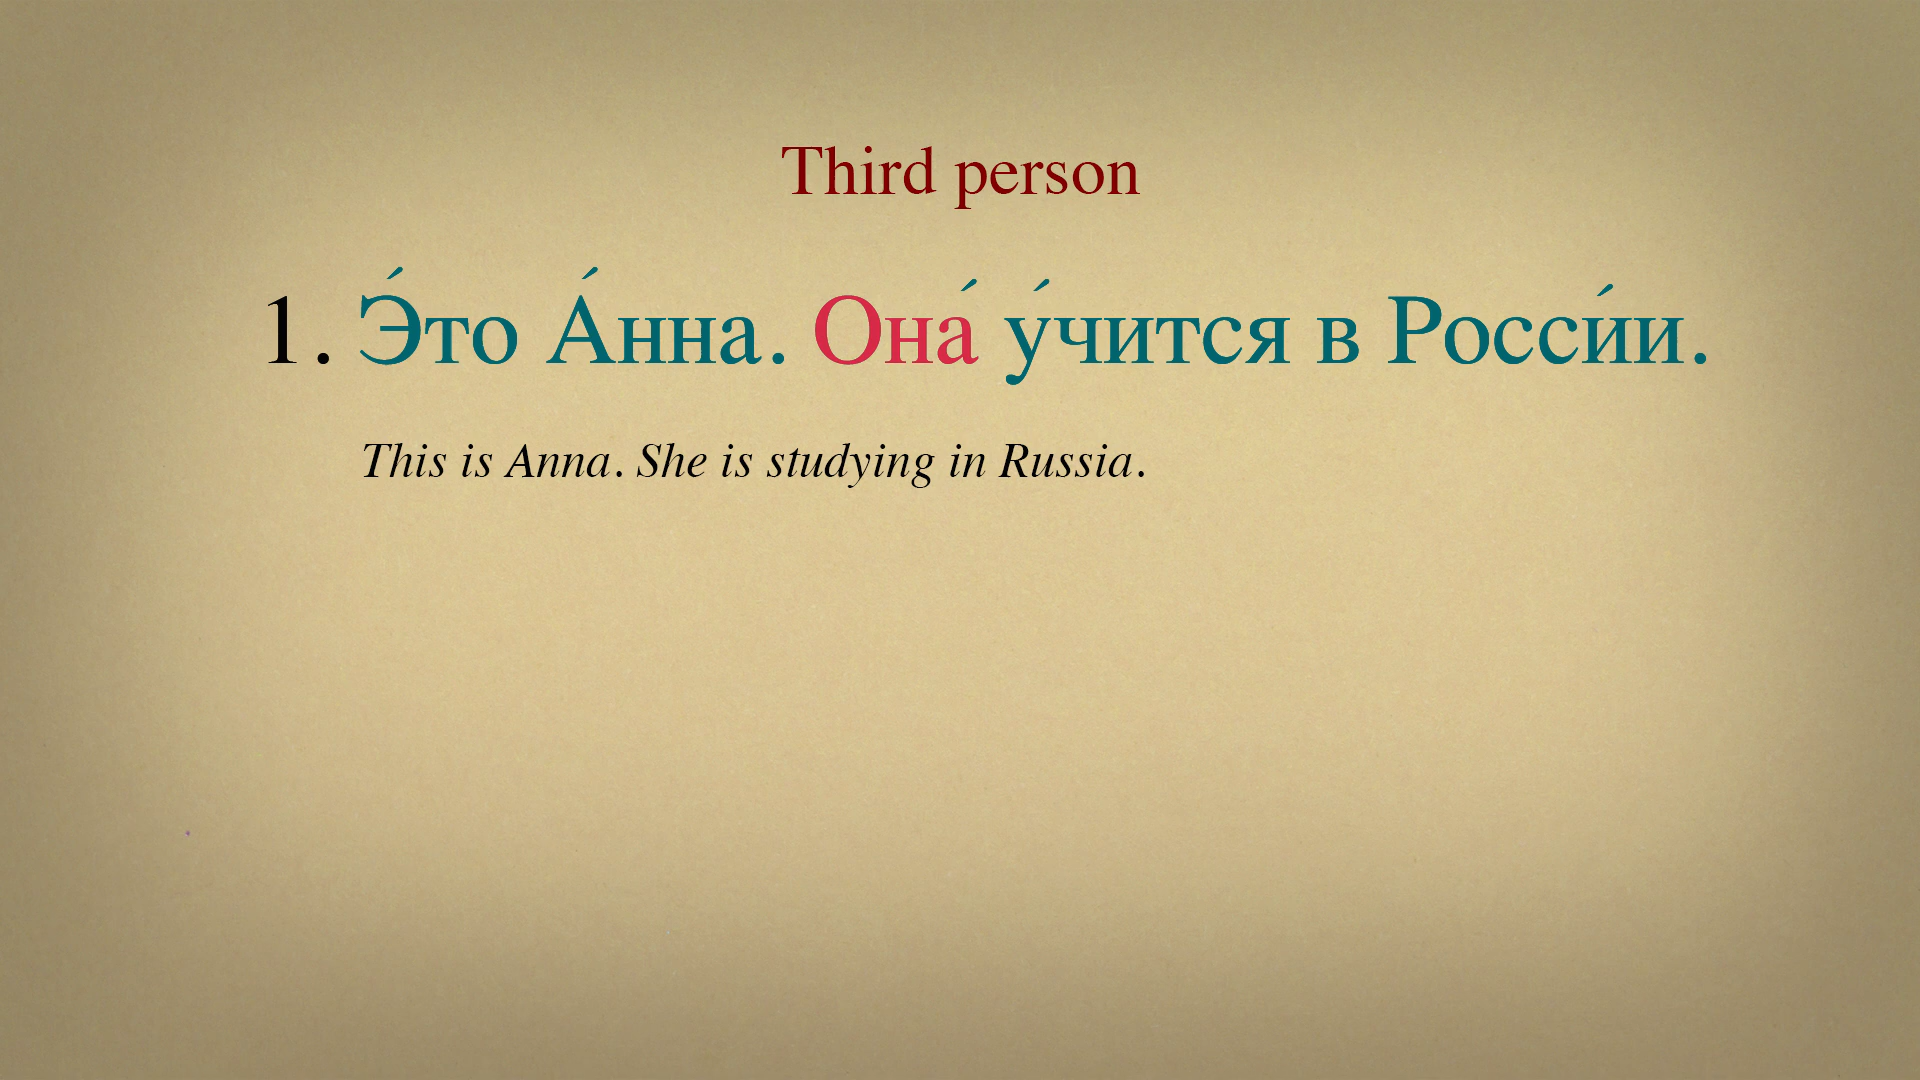 Third person
1. Э́то А́нна. Она́ у́чится в Росси́и.
This is Anna. She is studying in Russia.